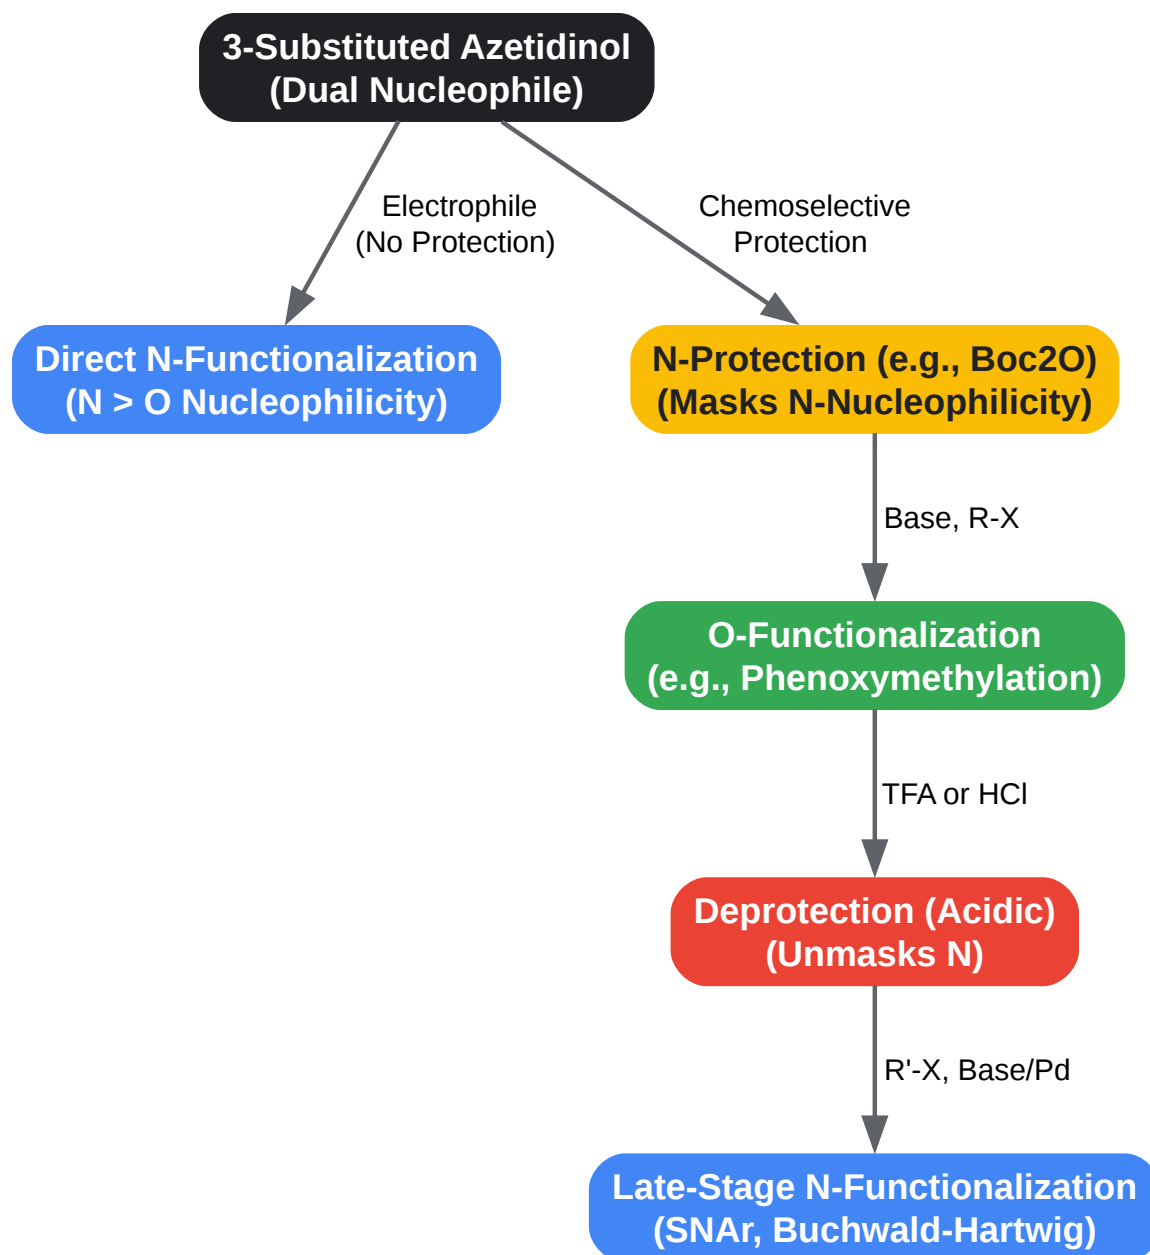 3-Substituted Azetidinol
(Dual Nucleophile)
Electrophile
(No Protection)
Chemoselective
Protection
Direct N-Functionalization
(N > O Nucleophilicity)
N-Protection (e.g., Boc2O)
(Masks N-Nucleophilicity)
Base, R-X
O-Functionalization
(e.g., Phenoxymethylation)
TFA or HCl
Deprotection (Acidic)
(Unmasks N)
R'-X, Base/Pd
Late-Stage N-Functionalization
(SNAr, Buchwald-Hartwig)